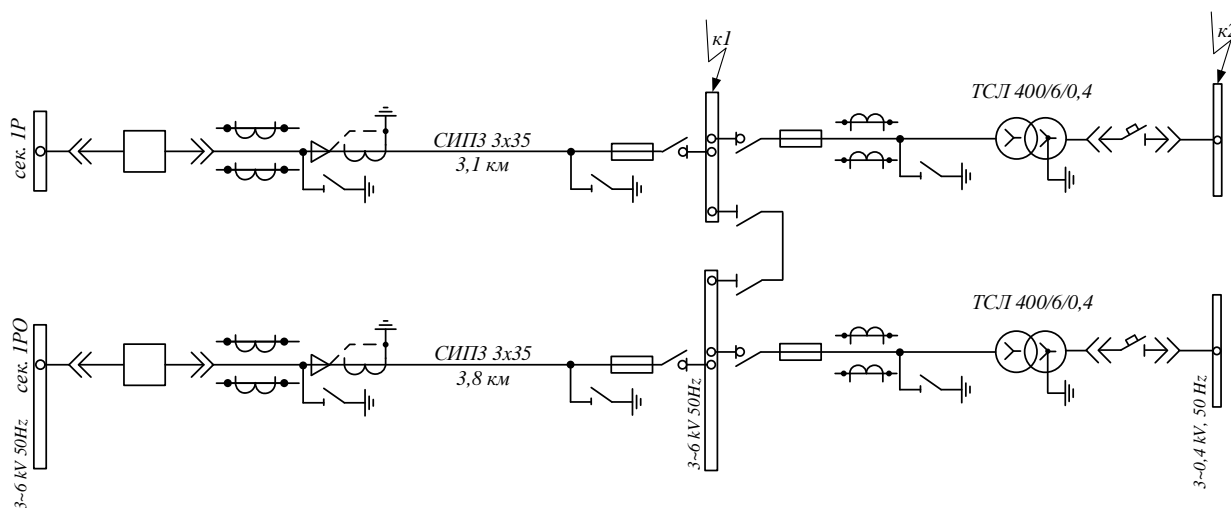 к1
к2
сек. 1Р
СИП3 3х35
3,1 км
ТСЛ 400/6/0,4
сек. 1РО
3~6 kV 50Hz
СИП3 3х35
3,8 км
3~6 kV 50Hz
ТСЛ 400/6/0,4
3~0,4 kV, 50 Hz